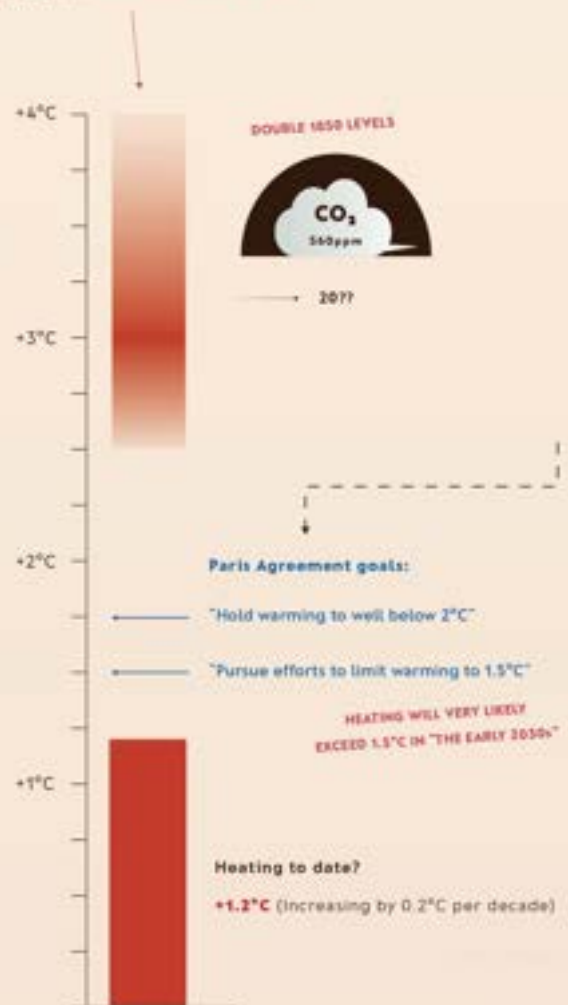 +4°C
DOUBLE 1850 LEVELS
CO₂
560ppm
20??
+3°C
+2°C
Paris Agreement goals:
"Hold warming to well below 2°C"
"Pursue efforts to limit warming to 1.5°C"
HEATING WILL VERY LIKELY
EXCEED 1.5°C IN "THE EARLY 2030s"
+1°C
Heating to date?
+1.2°C (Increasing by 0.2°C per decade)